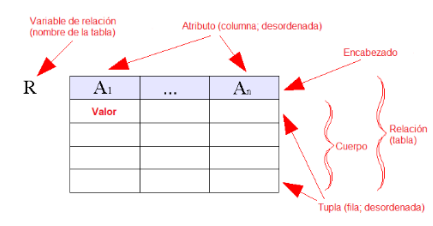 Variable de relación
(nombre de la tabla)
Atributo (columna; desordenada)
Encabezado
R
A1 ... An
Valor
Cuerpo
Relación
(tabla)
Tupla (fila; desordenada)